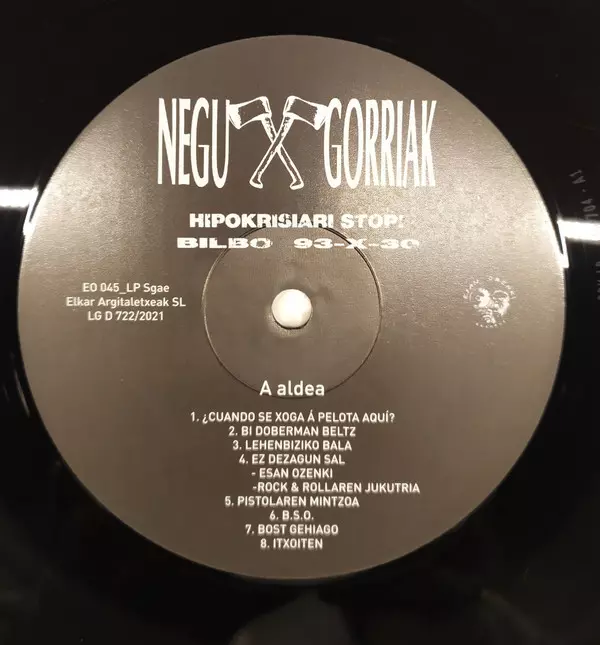 NEGU GORRIAK
HIPOKRISIARI STOP!
BILBO 93-X-30
EO 045_LP Sgae
Elkar Argitaletxeak SL
LG D 722/2021
A aldea
1. ¿CUANDO SE XOGA Á PELOTA AQUÍ?
2. BI DOBERMAN BELTZ
3. LEHENBIZIKO BALA
4. EZ DEZAGUN SAL
- ESAN OZENKI
-ROCK & ROLLAREN JUKUTRIA
5. PISTOLAREN MINTZOA
6. B.S.O.
7. BOST GEHIAGO
8. ITXOITEN